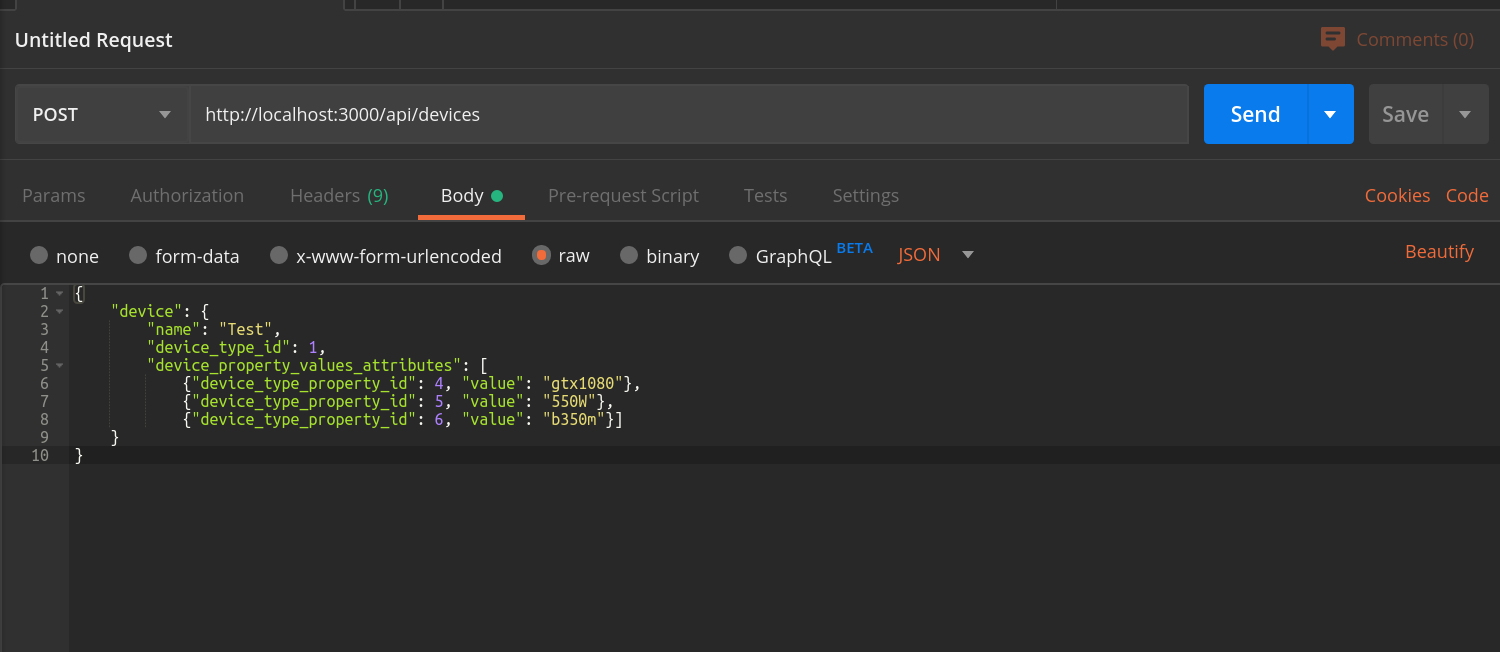 Untitled Request
Comments (0)
POST http://localhost:3000/api/devices Send Save
Params Authorization Headers (9) Body Pre-request Script Tests Settings Cookies Code
none form-data x-www-form-urlencoded raw binary GraphQL BETA JSON Beautify
1 {
2 "device": {
3 "name": "Test",
4 "device_type_id": 1,
5 "device_property_values_attributes": [
6 {"device_type_property_id": 4, "value": "gtx1080"},
7 {"device_type_property_id": 5, "value": "550W"},
8 {"device_type_property_id": 6, "value": "b350m"}]
9 }
10 }